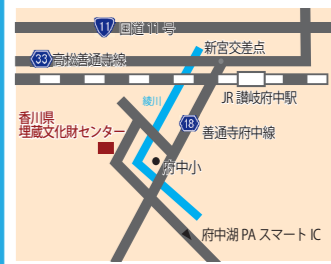 11 国道 11 号
新宮交差点
33 高松善通寺線
JR 讃岐府中駅
綾川
香川県
埋蔵文化財センター
18 善通寺府中線
府中小
府中湖 PA スマート IC